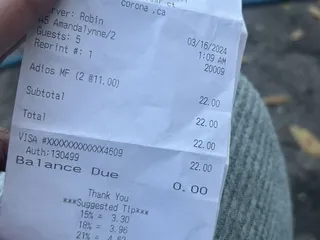 corona ,ca
rver: Robin
45 Amandalynne/2
Guests: 5
Reprint #: 1
03/16/2024
1:09 AM
20009
Adios MF (2 @11.00)
22.00
Subtotal
22.00
Total
22.00
VISA #XXXXXXXXXXXX4609
22.00
Auth:130499
Balance Due
0.00
Thank You
***Suggested Tip***
15% = 3.30
18% = 3.96
21% =